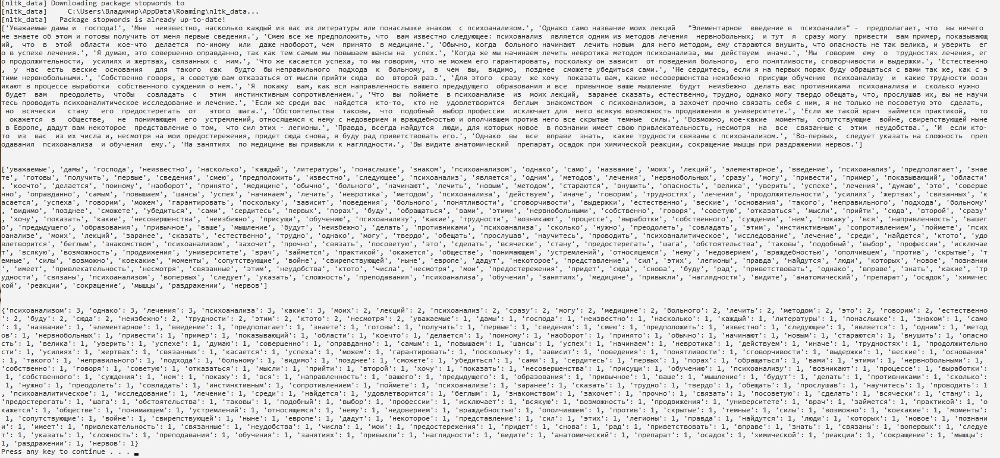 [nltk_data] Downloading package stopwords to
[nltk_data]     C:\Users\Владимир\AppData\Roaming\nltk_data...
[nltk_data]   Package stopwords is already up-to-date!
['Уважаемые дамы и  господа!', 'Мне  неизвестно, насколько каждый из вас из литературы или понаслышке знаком  с психоанализом.', 'Однако само название моих лекций   "Элементарное  введение в  психоанализ" -  предполагает, что  вы ничего
не знаете об этом и готовы получить от меня первые сведения.', 'Смею все же предположить, что  вам известно следующее: психоанализ  является одним из методов лечения  нервнобольных;  и тут  я  сразу могу  привести  вам пример, показывающ
ий,  что  в  этой  области  кое-что  делается  по-иному  или  даже наоборот, чем  принято  в медицине.', 'Обычно, когда  больного начинают  лечить новым  для него методом, ему стараются внушить, что опасность не так велика, и уверить  ег
о в успехе лечения.', 'Я думаю, это совершенно оправданно, так как тем самым мы повышаем шансы на  успех.', 'Когда же мы начинаем лечить невротика методом психоанализа, мы  действуем  иначе.', 'Мы  говорим  ему  о  трудностях лечения, ег
о продолжительности,  усилиях и жертвах, связанных с  ним.', 'Что же касается успеха, то мы говорим, что не можем его гарантировать, поскольку он зависит  от поведения больного,  его понятливости, сговорчивости и выдержки.', 'Естественно
,  у  нас  есть  веские  основания   для  такого  как   будто  бы неправильного  подхода  к  больному,  в  чем  вы,  видимо,  позднее  сможете убедиться сами.', 'Не сердитесь, если я на первых порах буду обращаться с вами так же, как с э
тими нервнобольными.', 'Собственно говоря, я советую вам отказаться от мысли прийти сюда  во  второй раз.', 'Для этого  сразу  же хочу  показать вам, какие несовершенства неизбежно  присущи обучению  психоанализу  и  какие трудности возн
икают в процессе выработки  собственного суждения о нем.', 'Я  покажу  вам, как вся направленность вашего предыдущего  образования и все  привычное ваше мышление  будут  неизбежно  делать вас противниками  психоанализа и  сколько нужно
 будет  вам   преодолеть,  чтобы   совладать  с   этим  инстинктивным сопротивлением.', 'Что  вы  поймете  в психоанализе  из  моих лекций,  заранее сказать, естественно, трудно, однако могу твердо обещать, что, прослушав их, вы не научи
тесь проводить психоаналитическое исследование и лечение.', 'Если же среди вас  найдется  кто-то,  кто не  удовлетворится  беглым  знакомством  с психоанализом, а захочет прочно связать себя с ним, я не только не посоветую это  сделать,
 но  всячески   стану   его  предостерегать  от   этого  шага.', 'Обстоятельства  таковы,  что  подобный  выбор профессии  исключает для  него всякую возможность продвижения в университете.', 'Если же такой врач  займется практикой,   то
  окажется  в   обществе,   не  понимающем  его  устремлений, относящемся к нему с недоверием и враждебностью и ополчившем против него все скрытые  темные  силы.', 'Возможно, кое-какие  моменты,  сопутствующие  войне, свирепствующей ныне
 в Европе, дадут вам некоторое  представление о том,  что сил этих - легионы.', 'Правда, всегда найдутся  люди, для которых новое  в познании имеет свою привлекательность, несмотря  на  все  связанные с  этим  неудобства.', 'И  если кто-
то  из  вас  из их числа и, несмотря на мои предостережения, придет сюда снова, я буду рад приветствовать его.', 'Однако  вы  все  вправе  знать,  какие трудности связаны с психоанализом.', 'Во-первых,  следует указать на сложность  преп
одавания  психоанализа  и обучения  ему.', 'На занятиях  по медицине вы привыкли к наглядности.', 'Вы видите анатомический  препарат, осадок при химической реакции, сокращение мышцы при раздражении нервов.']
['уважаемые', 'дамы', 'господа', 'неизвестно', 'насколько', 'каждый', 'литературы', 'понаслышке', 'знаком', 'психоанализом', 'однако', 'само', 'название', 'моих', 'лекций', 'элементарное', 'введение', 'психоанализ', 'предполагает', 'знае
те', 'готовы', 'получить', 'первые', 'сведения', 'смею', 'предположить', 'известно', 'следующее', 'психоанализ', 'является', 'одним', 'методов', 'лечения', 'нервнобольных', 'сразу', 'могу', 'привести', 'пример', 'показывающий', 'области'
, 'коечто', 'делается', 'поиному', 'наоборот', 'принято', 'медицине', 'обычно', 'больного', 'начинают', 'лечить', 'новым', 'методом', 'стараются', 'внушить', 'опасность', 'велика', 'уверить', 'успехе', 'лечения', 'думаю', 'это', 'соверше
нно', 'оправданно', 'самым', 'повышаем', 'шансы', 'успех', 'начинаем', 'лечить', 'невротика', 'методом', 'психоанализа', 'действуем', 'иначе', 'говорим', 'трудностях', 'лечения', 'продолжительности', 'усилиях', 'жертвах', 'связанных', 'к
асается', 'успеха', 'говорим', 'можем', 'гарантировать', 'поскольку', 'зависит', 'поведения', 'больного', 'понятливости', 'сговорчивости', 'выдержки', 'естественно', 'веские', 'основания', 'такого', 'неправильного', 'подхода', 'больному'
, 'видимо', 'позднее', 'сможете', 'убедиться', 'сами', 'сердитесь', 'первых', 'порах', 'буду', 'обращаться', 'вами', 'этими', 'нервнобольными', 'собственно', 'говоря', 'советую', 'отказаться', 'мысли', 'прийти', 'сюда', 'второй', 'сразу'
, 'хочу', 'показать', 'какие', 'несовершенства', 'неизбежно', 'присущи', 'обучению', 'психоанализу', 'какие', 'трудности', 'возникают', 'процессе', 'выработки', 'собственного', 'суждения', 'нем', 'покажу', 'вся', 'направленность', 'вашег
о', 'предыдущего', 'образования', 'привычное', 'ваше', 'мышление', 'будут', 'неизбежно', 'делать', 'противниками', 'психоанализа', 'сколько', 'нужно', 'преодолеть', 'совладать', 'этим', 'инстинктивным', 'сопротивлением', 'поймете', 'псих
оанализе', 'моих', 'лекций', 'заранее', 'сказать', 'естественно', 'трудно', 'однако', 'могу', 'твердо', 'обещать', 'прослушав', 'научитесь', 'проводить', 'психоаналитическое', 'исследование', 'лечение', 'среди', 'найдется', 'ктото', 'удо
влетворится', 'беглым', 'знакомством', 'психоанализом', 'захочет', 'прочно', 'связать', 'посоветую', 'это', 'сделать', 'всячески', 'стану', 'предостерегать', 'шага', 'обстоятельства', 'таковы', 'подобный', 'выбор', 'профессии', 'исключае
т', 'всякую', 'возможность', 'продвижения', 'университете', 'врач', 'займется', 'практикой', 'окажется', 'обществе', 'понимающем', 'устремлений', 'относящемся', 'нему', 'недоверием', 'враждебностью', 'ополчившем', 'против', 'скрытые', 'т
емные', 'силы', 'возможно', 'коекакие', 'моменты', 'сопутствующие', 'войне', 'свирепствующей', 'ныне', 'европе', 'дадут', 'некоторое', 'представление', 'сил', 'этих', 'легионы', 'правда', 'найдутся', 'люди', 'которых', 'новое', 'познании
', 'имеет', 'привлекательность', 'несмотря', 'связанные', 'этим', 'неудобства', 'ктото', 'числа', 'несмотря', 'мои', 'предостережения', 'придет', 'сюда', 'снова', 'буду', 'рад', 'приветствовать', 'однако', 'вправе', 'знать', 'какие', 'тр
удности', 'связаны', 'психоанализом', 'вопервых', 'следует', 'указать', 'сложность', 'преподавания', 'психоанализа', 'обучения', 'занятиях', 'медицине', 'привыкли', 'наглядности', 'видите', 'анатомический', 'препарат', 'осадок', 'химичес
кой', 'реакции', 'сокращение', 'мышцы', 'раздражении', 'нервов']
{'психоанализом': 3, 'однако': 3, 'лечения': 3, 'психоанализа': 3, 'какие': 3, 'моих': 2, 'лекций': 2, 'психоанализ': 2, 'сразу': 2, 'могу': 2, 'медицине': 2, 'больного': 2, 'лечить': 2, 'методом': 2, 'это': 2, 'говорим': 2, 'естественно
': 2, 'буду': 2, 'сюда': 2, 'неизбежно': 2, 'трудности': 2, 'этим': 2, 'ктото': 2, 'несмотря': 2, 'уважаемые': 1, 'дамы': 1, 'господа': 1, 'неизвестно': 1, 'насколько': 1, 'каждый': 1, 'литературы': 1, 'понаслышке': 1, 'знаком': 1, 'само
': 1, 'название': 1, 'элементарное': 1, 'введение': 1, 'предполагает': 1, 'знаете': 1, 'готовы': 1, 'получить': 1, 'первые': 1, 'сведения': 1, 'смею': 1, 'предположить': 1, 'известно': 1, 'следующее': 1, 'является': 1, 'одним': 1, 'метод
ов': 1, 'нервнобольных': 1, 'привести': 1, 'пример': 1, 'показывающий': 1, 'области': 1, 'коечто': 1, 'делается': 1, 'поиному': 1, 'наоборот': 1, 'принято': 1, 'обычно': 1, 'начинают': 1, 'новым': 1, 'стараются': 1, 'внушить': 1, 'опасно
сть': 1, 'велика': 1, 'уверить': 1, 'успехе': 1, 'думаю': 1, 'совершенно': 1, 'оправданно': 1, 'самым': 1, 'повышаем': 1, 'шансы': 1, 'успех': 1, 'начинаем': 1, 'невротика': 1, 'действуем': 1, 'иначе': 1, 'трудностях': 1, 'продолжительно
сти': 1, 'усилиях': 1, 'жертвах': 1, 'связанных': 1, 'касается': 1, 'успеха': 1, 'можем': 1, 'гарантировать': 1, 'поскольку': 1, 'зависит': 1, 'поведения': 1, 'понятливости': 1, 'сговорчивости': 1, 'выдержки': 1, 'веские': 1, 'основания'
: 1, 'такого': 1, 'неправильного': 1, 'подхода': 1, 'больному': 1, 'видимо': 1, 'позднее': 1, 'сможете': 1, 'убедиться': 1, 'сами': 1, 'сердитесь': 1, 'первых': 1, 'порах': 1, 'обращаться': 1, 'вами': 1, 'этими': 1, 'нервнобольными': 1,
'собственно': 1, 'говоря': 1, 'советую': 1, 'отказаться': 1, 'мысли': 1, 'прийти': 1, 'второй': 1, 'хочу': 1, 'показать': 1, 'несовершенства': 1, 'присущи': 1, 'обучению': 1, 'психоанализу': 1, 'возникают': 1, 'процессе': 1, 'выработки':
 1, 'собственного': 1, 'суждения': 1, 'нем': 1, 'покажу': 1, 'вся': 1, 'направленность': 1, 'вашего': 1, 'предыдущего': 1, 'образования': 1, 'привычное': 1, 'ваше': 1, 'мышление': 1, 'будут': 1, 'делать': 1, 'противниками': 1, 'сколько':
 1, 'нужно': 1, 'преодолеть': 1, 'совладать': 1, 'инстинктивным': 1, 'сопротивлением': 1, 'поймете': 1, 'психоанализе': 1, 'заранее': 1, 'сказать': 1, 'трудно': 1, 'твердо': 1, 'обещать': 1, 'прослушав': 1, 'научитесь': 1, 'проводить': 1
, 'психоаналитическое': 1, 'исследование': 1, 'лечение': 1, 'среди': 1, 'найдется': 1, 'удовлетворится': 1, 'беглым': 1, 'знакомством': 1, 'захочет': 1, 'прочно': 1, 'связать': 1, 'посоветую': 1, 'сделать': 1, 'всячески': 1, 'стану': 1,
'предостерегать': 1, 'шага': 1, 'обстоятельства': 1, 'таковы': 1, 'подобный': 1, 'выбор': 1, 'профессии': 1, 'исключает': 1, 'всякую': 1, 'возможность': 1, 'продвижения': 1, 'университете': 1, 'врач': 1, 'займется': 1, 'практикой': 1, 'о
кажется': 1, 'обществе': 1, 'понимающем': 1, 'устремлений': 1, 'относящемся': 1, 'нему': 1, 'недоверием': 1, 'враждебностью': 1, 'ополчившем': 1, 'против': 1, 'скрытые': 1, 'темные': 1, 'силы': 1, 'возможно': 1, 'коекакие': 1, 'моменты':
 1, 'сопутствующие': 1, 'войне': 1, 'свирепствующей': 1, 'ныне': 1, 'европе': 1, 'дадут': 1, 'некоторое': 1, 'представление': 1, 'сил': 1, 'этих': 1, 'легионы': 1, 'правда': 1, 'найдутся': 1, 'люди': 1, 'которых': 1, 'новое': 1, 'познани
и': 1, 'имеет': 1, 'привлекательность': 1, 'связанные': 1, 'неудобства': 1, 'числа': 1, 'мои': 1, 'предостережения': 1, 'придет': 1, 'снова': 1, 'рад': 1, 'приветствовать': 1, 'вправе': 1, 'знать': 1, 'связаны': 1, 'вопервых': 1, 'следуе
т': 1, 'указать': 1, 'сложность': 1, 'преподавания': 1, 'обучения': 1, 'занятиях': 1, 'привыкли': 1, 'наглядности': 1, 'видите': 1, 'анатомический': 1, 'препарат': 1, 'осадок': 1, 'химической': 1, 'реакции': 1, 'сокращение': 1, 'мышцы':
1, 'раздражении': 1, 'нервов': 1}
Press any key to continue . . .